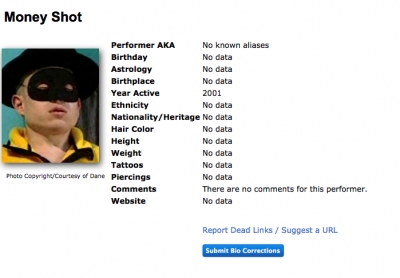 Money Shot
Performer AKA No known aliases
Birthday No data
Astrology No data
Birthplace No data
Year Active 2001
Ethnicity No data
Nationality/Heritage No data
Hair Color No data
Height No data
Weight No data
Tattoos No data
Piercings No data
Comments There are no comments for this performer.
Website No data
Photo Copyright/Courtesy of Dane
Report Dead Links / Suggest a URL
Submit Bio Corrections